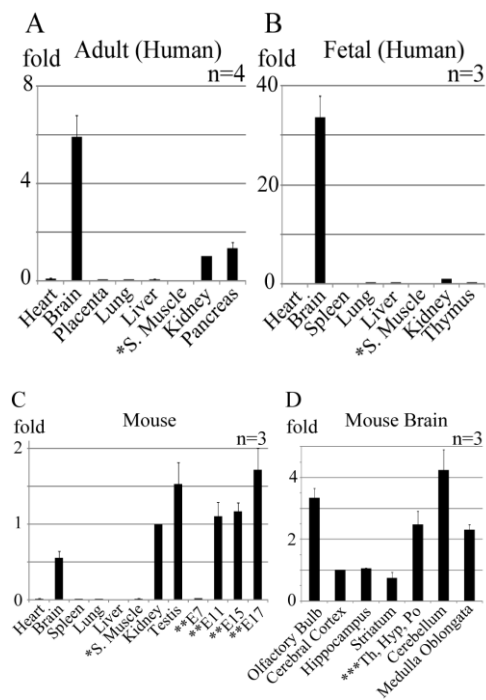 A
Adult (Human)
fold
n=4
8
4
0
Heart
Brain
Placenta
Lung
Liver
*S. Muscle
Kidney
Pancreas
B
Fetal (Human)
fold
n=3
40
20
0
Heart
Brain
Spleen
Lung
Liver
*S. Muscle
Kidney
Thymus
C
Mouse
fold
n=3
2
1
0
Heart
Brain
Spleen
Lung
Liver
*S. Muscle
Kidney
Testis
**E7
**E11
**E15
**E17
D
Mouse Brain
fold
n=3
4
2
0
Olfactory Bulb
Cerebral Cortex
Hippocampus
Striatum
***Th, Hyp, Po
Cerebellum
Medulla Oblongata